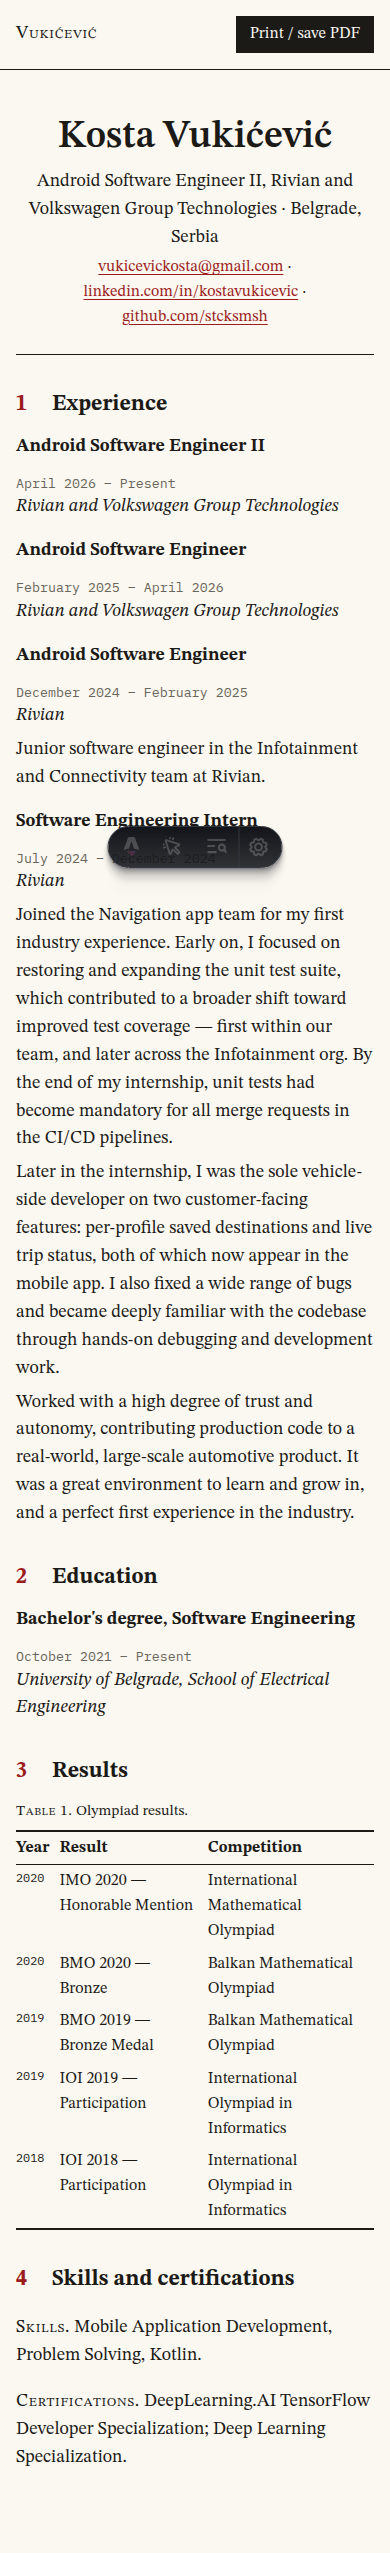 Vukićević
Print / save PDF
Kosta Vukićević
Android Software Engineer II, Rivian and
Volkswagen Group Technologies · Belgrade,
Serbia
vukicevickosta@gmail.com ·
linkedin.com/in/kostavukicevic ·
github.com/stcksmsh
1 Experience
Android Software Engineer II
April 2026 – Present
Rivian and Volkswagen Group Technologies
Android Software Engineer
February 2025 – April 2026
Rivian and Volkswagen Group Technologies
Android Software Engineer
December 2024 – February 2025
Rivian
Junior software engineer in the Infotainment
and Connectivity team at Rivian.
Software Engineering Intern
July 2024 – December 2024
Rivian
Joined the Navigation app team for my first
industry experience. Early on, I focused on
restoring and expanding the unit test suite,
which contributed to a broader shift toward
improved test coverage — first within our
team, and later across the Infotainment org. By
the end of my internship, unit tests had
become mandatory for all merge requests in
the CI/CD pipelines.
Later in the internship, I was the sole vehicle-
side developer on two customer-facing
features: per-profile saved destinations and live
trip status, both of which now appear in the
mobile app. I also fixed a wide range of bugs
and became deeply familiar with the codebase
through hands-on debugging and development
work.
Worked with a high degree of trust and
autonomy, contributing production code to a
real-world, large-scale automotive product. It
was a great environment to learn and grow in,
and a perfect first experience in the industry.
2 Education
Bachelor's degree, Software Engineering
October 2021 – Present
University of Belgrade, School of Electrical
Engineering
3 Results
Table 1. Olympiad results.
Year Result Competition
2020 IMO 2020 — International
Honorable Mention Mathematical
Olympiad
2020 BMO 2020 — Balkan Mathematical
Bronze Olympiad
2019 BMO 2019 — Balkan Mathematical
Bronze Medal Olympiad
2019 IOI 2019 — International
Participation Olympiad in
Informatics
2018 IOI 2018 — International
Participation Olympiad in
Informatics
4 Skills and certifications
Skills. Mobile Application Development,
Problem Solving, Kotlin.
Certifications. DeepLearning.AI TensorFlow
Developer Specialization; Deep Learning
Specialization.